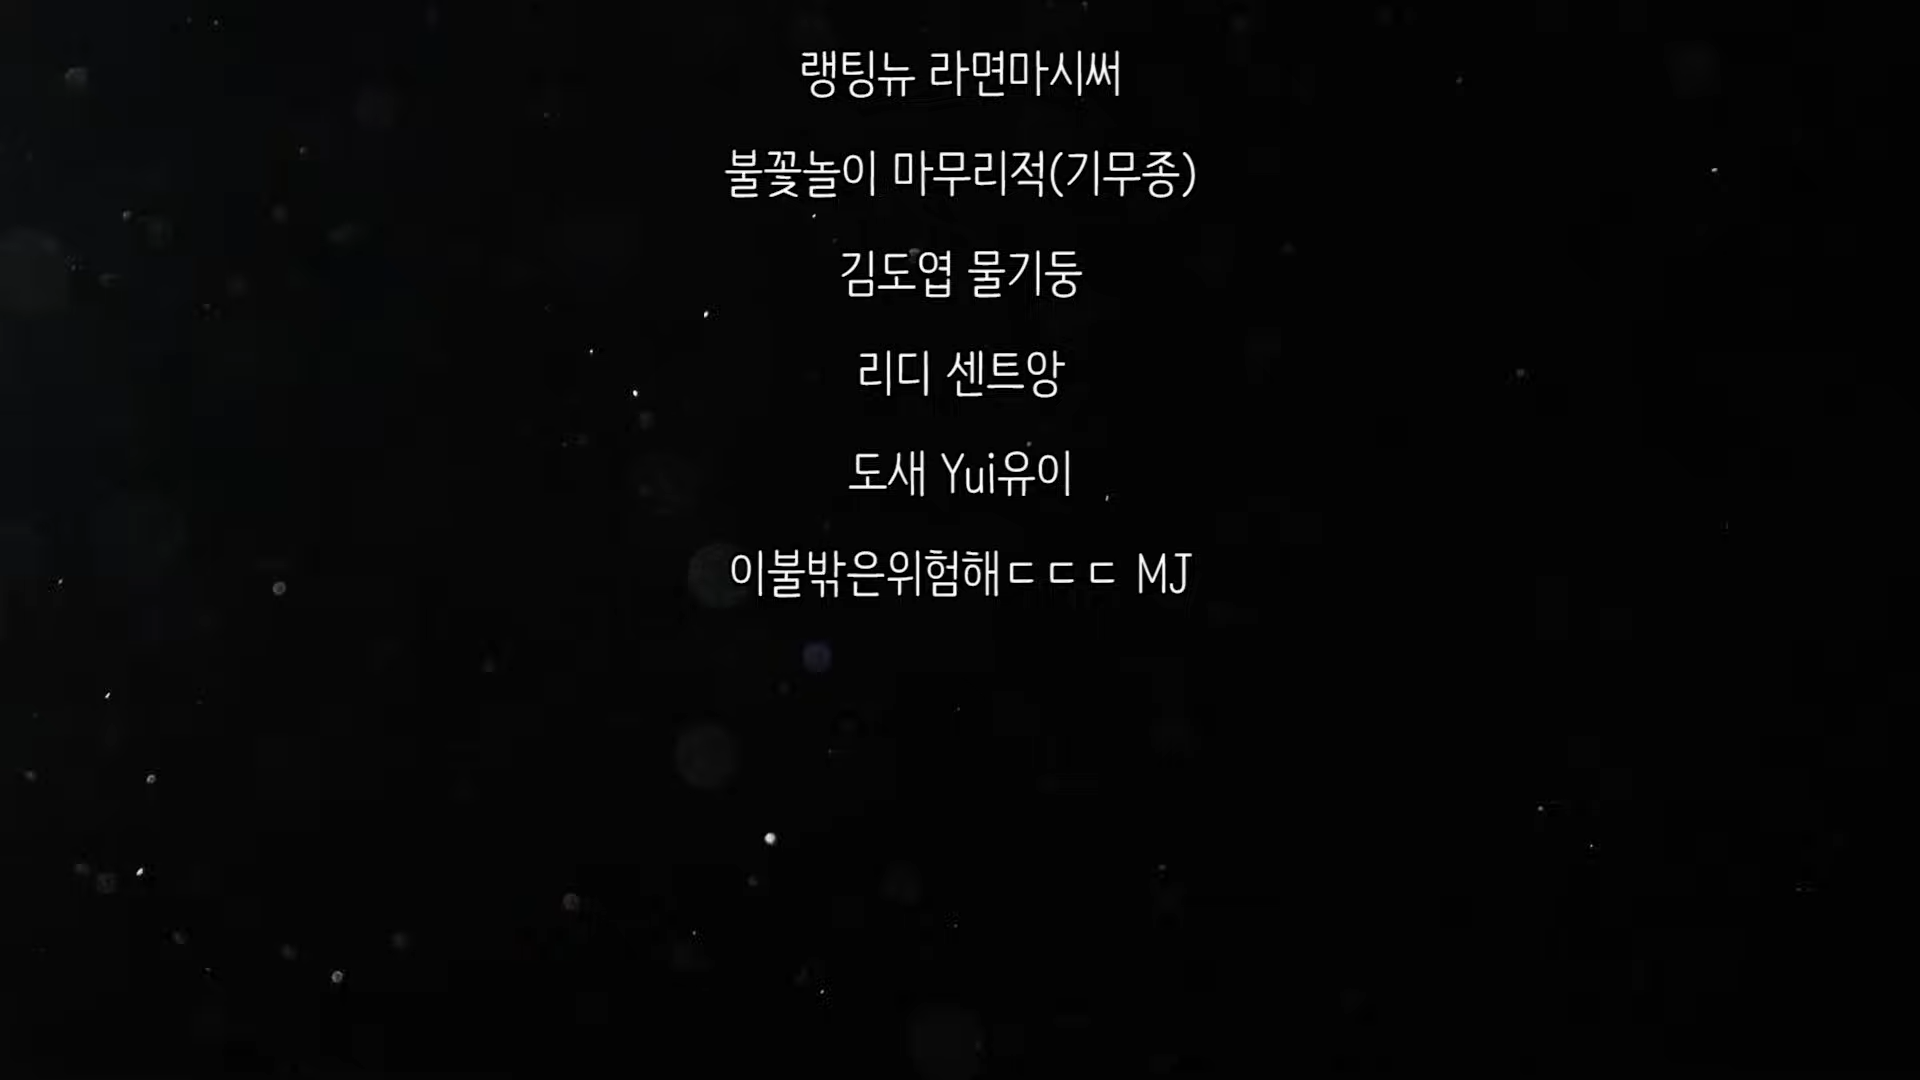 랭팅뉴 라면마시써
불꽃놀이 마무리적(기무종)
김도엽 물기둥
리디 센트앙
도새 Yui유이
이불밖은위험해ㄷㄷㄷ MJ